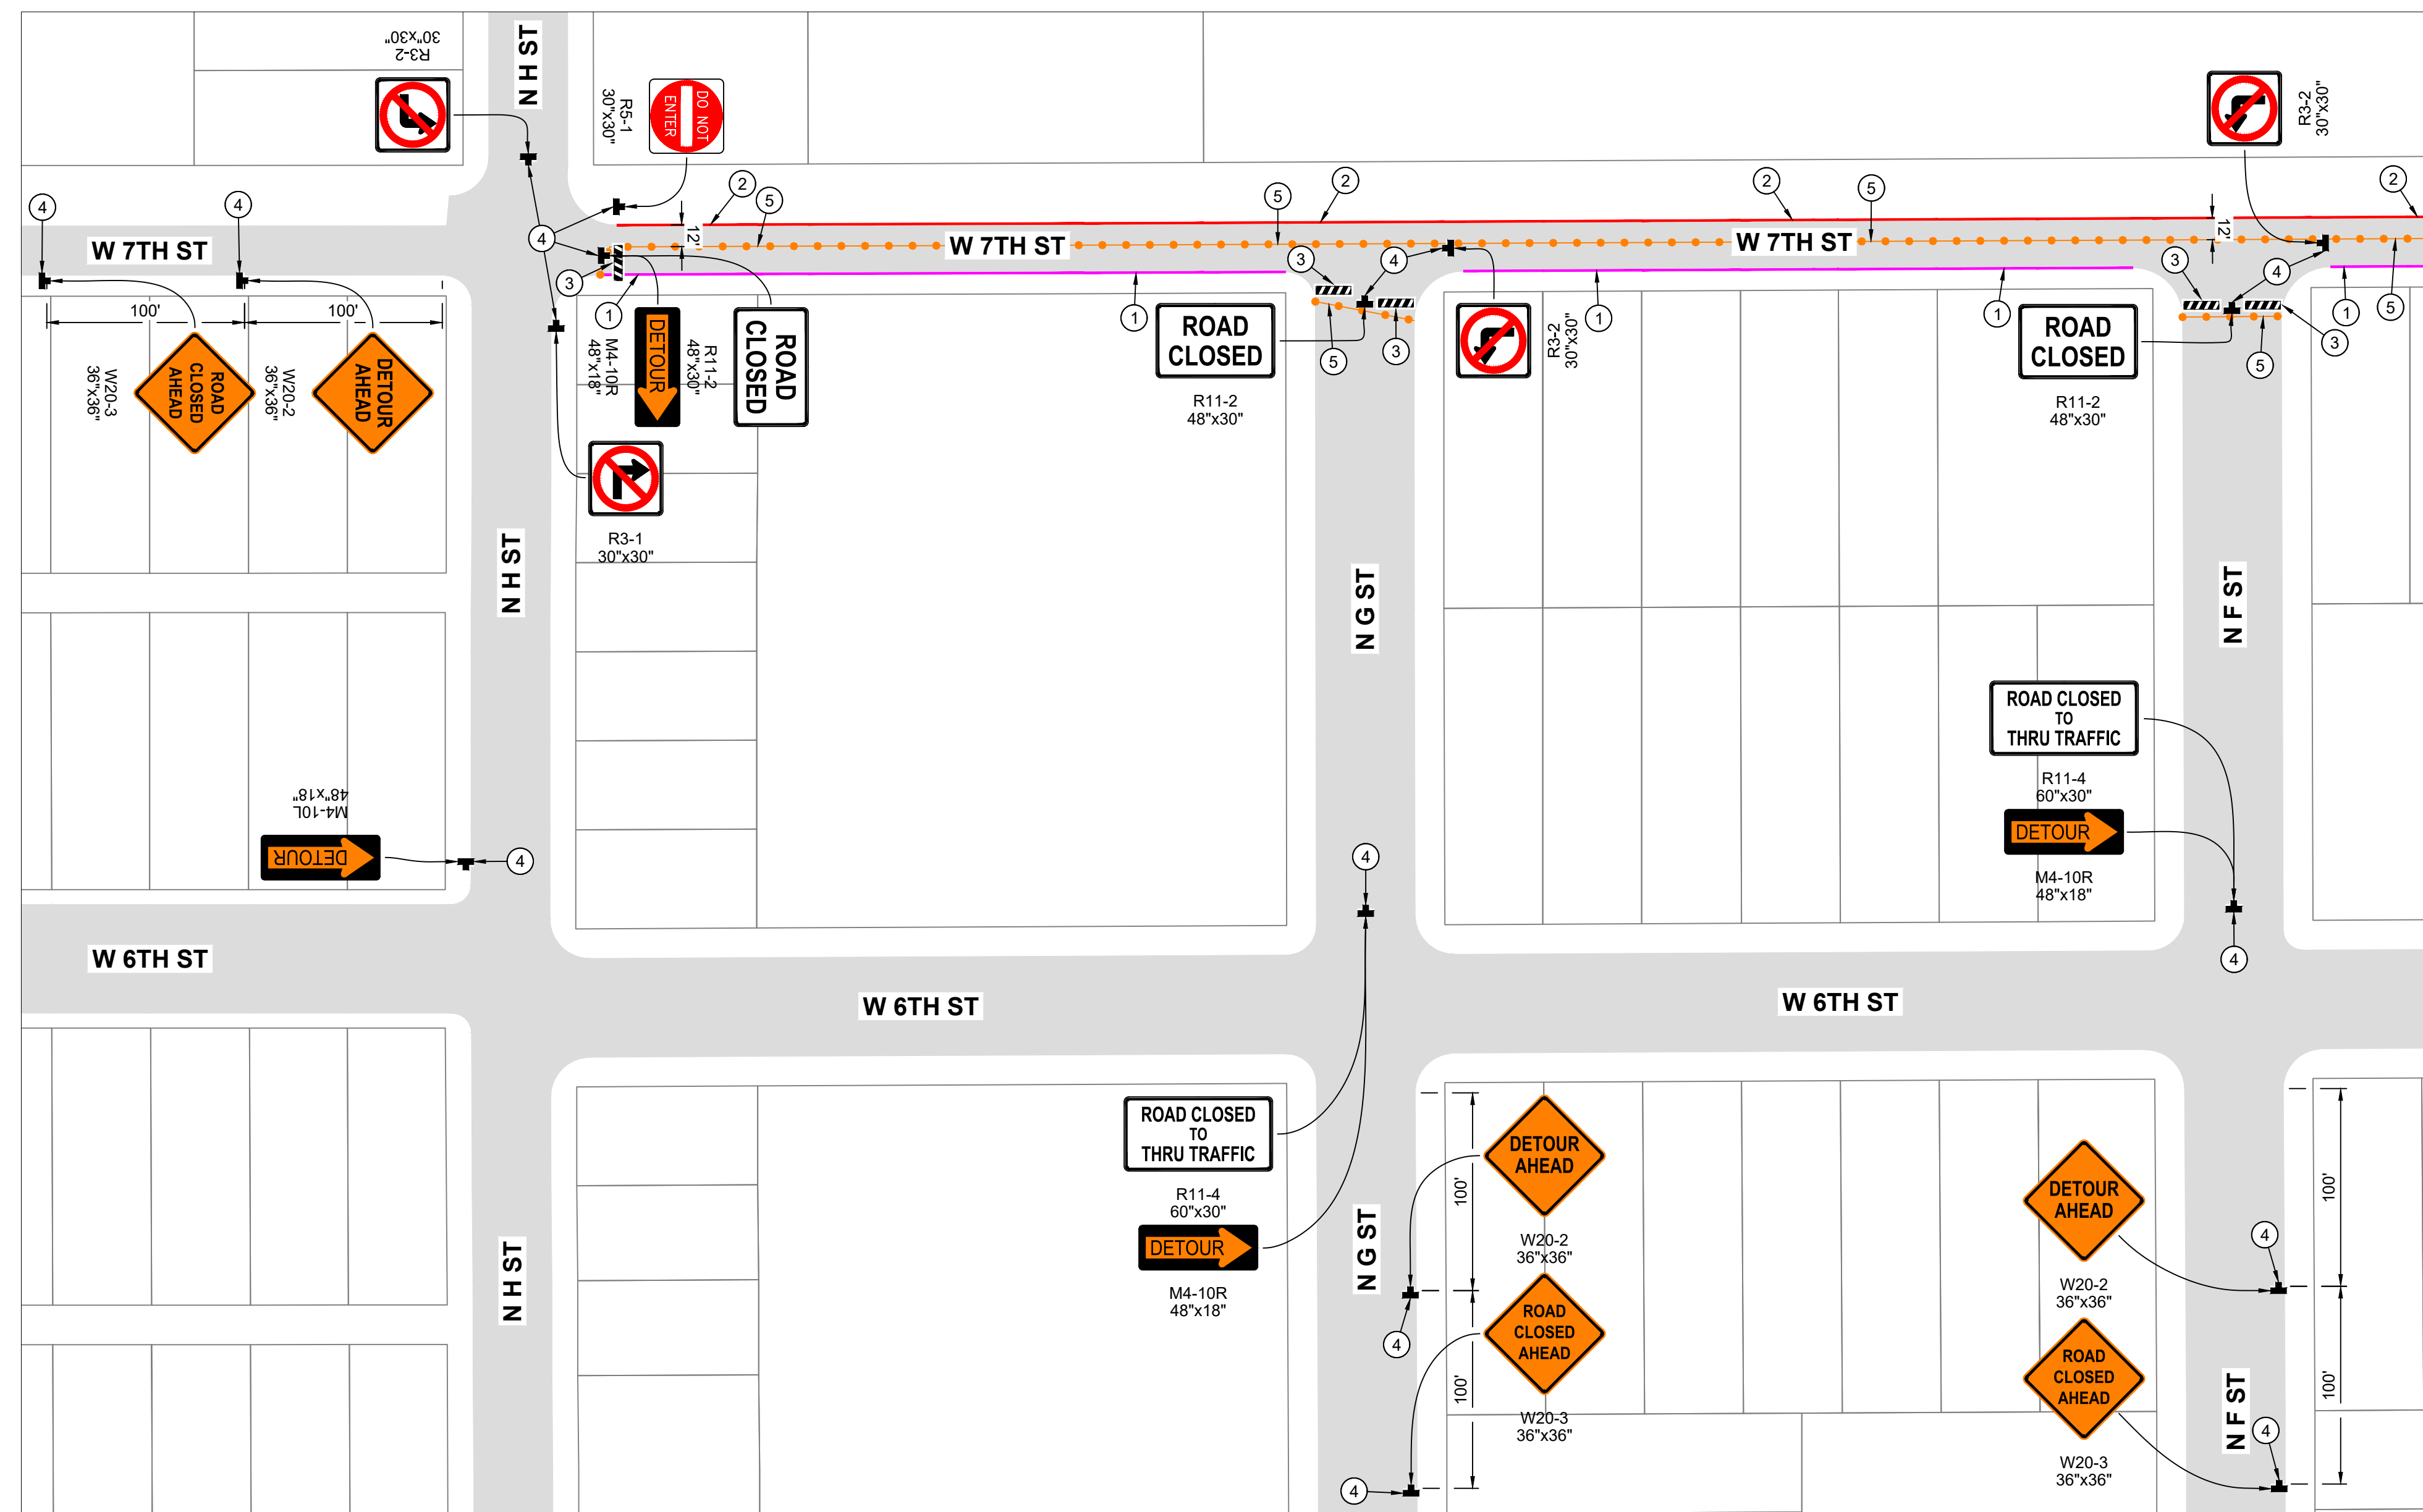 N H ST
R3-2
30"x30"
R5-1
30"x30"
DO NOT
ENTER
R3-2
30"x30"
4
4
4
2
5
5
2
2
5
2
W 7TH ST
W 7TH ST
W 7TH ST
12'
12'
3
1
3
4
3
4
100'
100'
ROAD
CLOSED
AHEAD
W20-3
36"x36"
DETOUR
AHEAD
W20-2
36"x36"
DETOUR
M4-10R
48"x18"
ROAD
CLOSED
R11-2
48"x30"
R3-1
30"x30"
1
ROAD
CLOSED
R11-2
48"x30"
5
3
R3-2
30"x30"
1
1
ROAD
CLOSED
R11-2
48"x30"
5
3
1
5
N H ST
N G ST
N F ST
M4-10L
48"x18"
DETOUR
4
4
ROAD CLOSED
TO
THRU TRAFFIC
R11-4
60"x30"
DETOUR
M4-10R
48"x18"
4
W 6TH ST
W 6TH ST
W 6TH ST
N H ST
ROAD CLOSED
TO
THRU TRAFFIC
R11-4
60"x30"
DETOUR
M4-10R
48"x18"
N G ST
4
4
100'
100'
DETOUR
AHEAD
W20-2
36"x36"
ROAD
CLOSED
AHEAD
W20-3
36"x36"
DETOUR
AHEAD
W20-2
36"x36"
ROAD
CLOSED
AHEAD
W20-3
36"x36"
N F ST
4
4
100'
100'